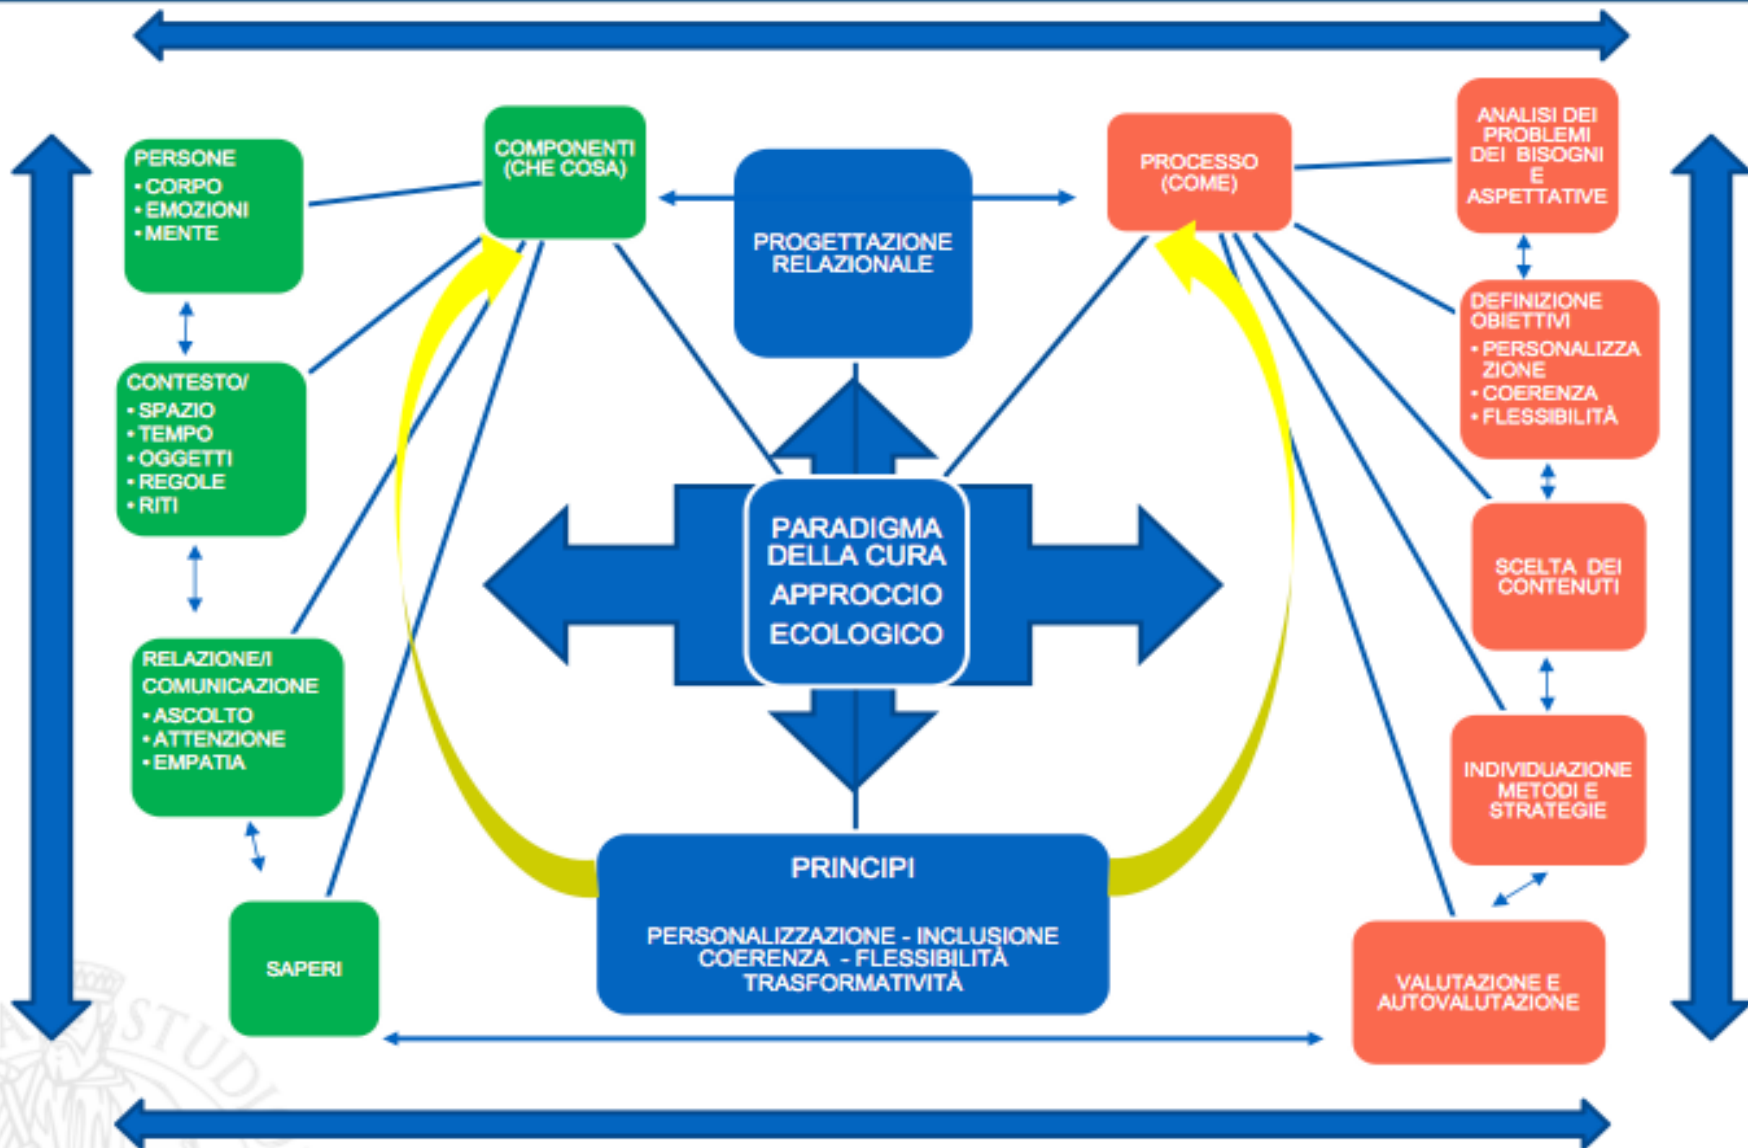 COMPONENTI
(CHE COSA)
PERSONE
• CORPO
• EMOZIONI
• MENTE
CONTESTO/
• SPAZIO
• TEMPO
• OGGETTI
• REGOLE
• RITI
RELAZIONE/I
COMUNICAZIONE
• ASCOLTO
• ATTENZIONE
• EMPATIA
SAPERI
PROGETTAZIONE
RELAZIONALE
PARADIGMA
DELLA CURA
APPROCCIO
ECOLOGICO
PRINCIPI
PERSONALIZZAZIONE - INCLUSIONE
COERENZA - FLESSIBILITÀ
TRASFORMATIVITÀ
PROCESSO
(COME)
ANALISI DEI
PROBLEMI
DEI BISOGNI
E
ASPETTATIVE
DEFINIZIONE
OBIETTIVI
• PERSONALIZZA
ZIONE
• COERENZA
• FLESSIBILITÀ
SCELTA DEI
CONTENUTI
INDIVIDUAZIONE
METODI E
STRATEGIE
VALUTAZIONE E
AUTOVALUTAZIONE
STUDI